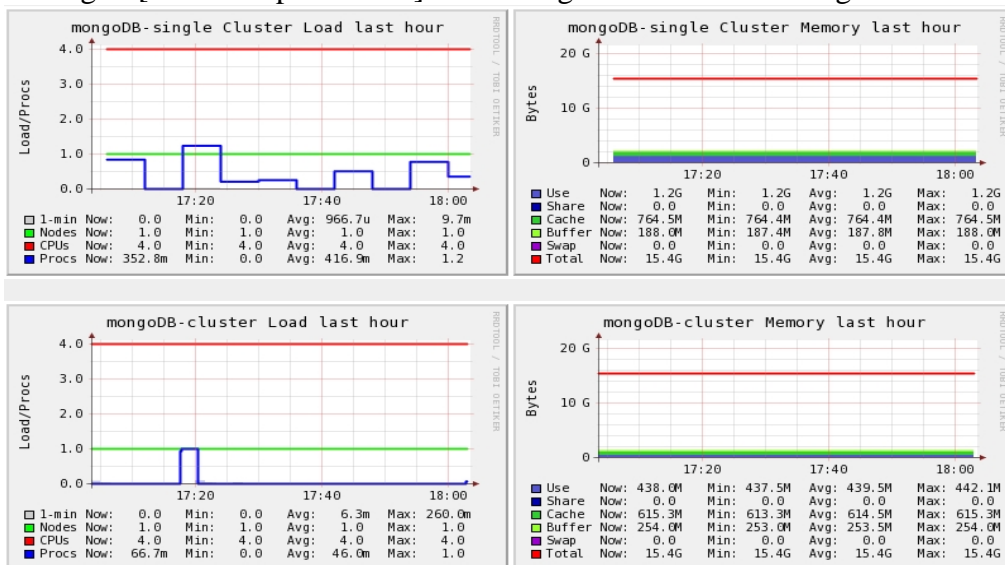 mongoDB-single Cluster Load last hour
RRDTOOL / TOBI OETIKER
Load/Procs
4.0
3.0
2.0
1.0
0.0
17:20 17:40 18:00
1-min Now: 0.0 Min: 0.0 Avg: 966.7u Max: 9.7m
Nodes Now: 1.0 Min: 1.0 Avg: 1.0 Max: 1.0
CPUs Now: 4.0 Min: 4.0 Avg: 4.0 Max: 4.0
Procs Now: 352.8m Min: 0.0 Avg: 416.9m Max: 1.2
mongoDB-single Cluster Memory last hour
RRDTOOL / TOBI OETIKER
Bytes
20 G
10 G
0
17:20 17:40 18:00
Use Now: 1.2G Min: 1.2G Avg: 1.2G Max: 1.2G
Share Now: 0.0 Min: 0.0 Avg: 0.0 Max: 0.0
Cache Now: 764.5M Min: 764.4M Avg: 764.4M Max: 764.5M
Buffer Now: 188.0M Min: 187.4M Avg: 187.8M Max: 188.0M
Swap Now: 0.0 Min: 0.0 Avg: 0.0 Max: 0.0
Total Now: 15.4G Min: 15.4G Avg: 15.4G Max: 15.4G
mongoDB-cluster Load last hour
RRDTOOL / TOBI OETIKER
Load/Procs
4.0
3.0
2.0
1.0
0.0
17:20 17:40 18:00
1-min Now: 0.0 Min: 0.0 Avg: 6.3m Max: 260.0m
Nodes Now: 1.0 Min: 1.0 Avg: 1.0 Max: 1.0
CPUs Now: 4.0 Min: 4.0 Avg: 4.0 Max: 4.0
Procs Now: 66.7m Min: 0.0 Avg: 46.0m Max: 1.0
mongoDB-cluster Memory last hour
RRDTOOL / TOBI OETIKER
Bytes
20 G
10 G
0
17:20 17:40 18:00
Use Now: 438.0M Min: 437.5M Avg: 439.5M Max: 442.1M
Share Now: 0.0 Min: 0.0 Avg: 0.0 Max: 0.0
Cache Now: 615.3M Min: 613.3M Avg: 614.5M Max: 615.3M
Buffer Now: 254.0M Min: 253.0M Avg: 253.5M Max: 254.0M
Swap Now: 0.0 Min: 0.0 Avg: 0.0 Max: 0.0
Total Now: 15.4G Min: 15.4G Avg: 15.4G Max: 15.4G